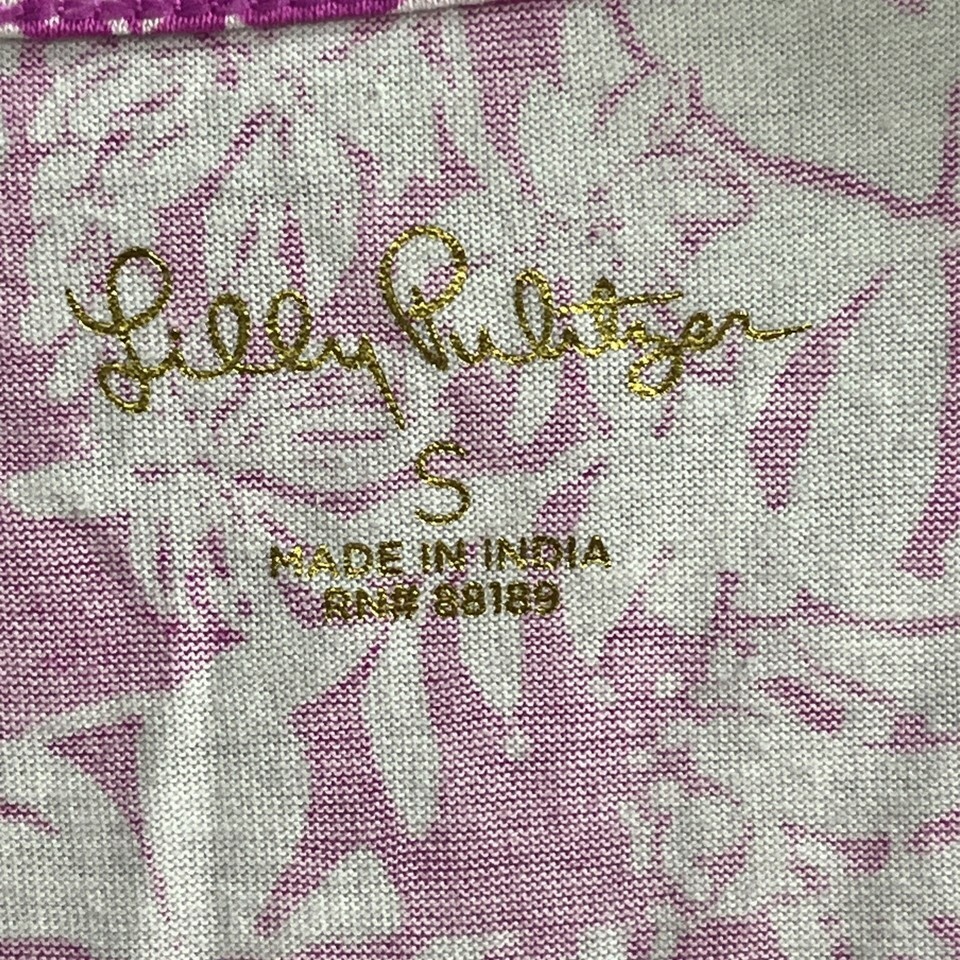 Lilly Pulitzer
S
MADE IN INDIA
RN# 88189